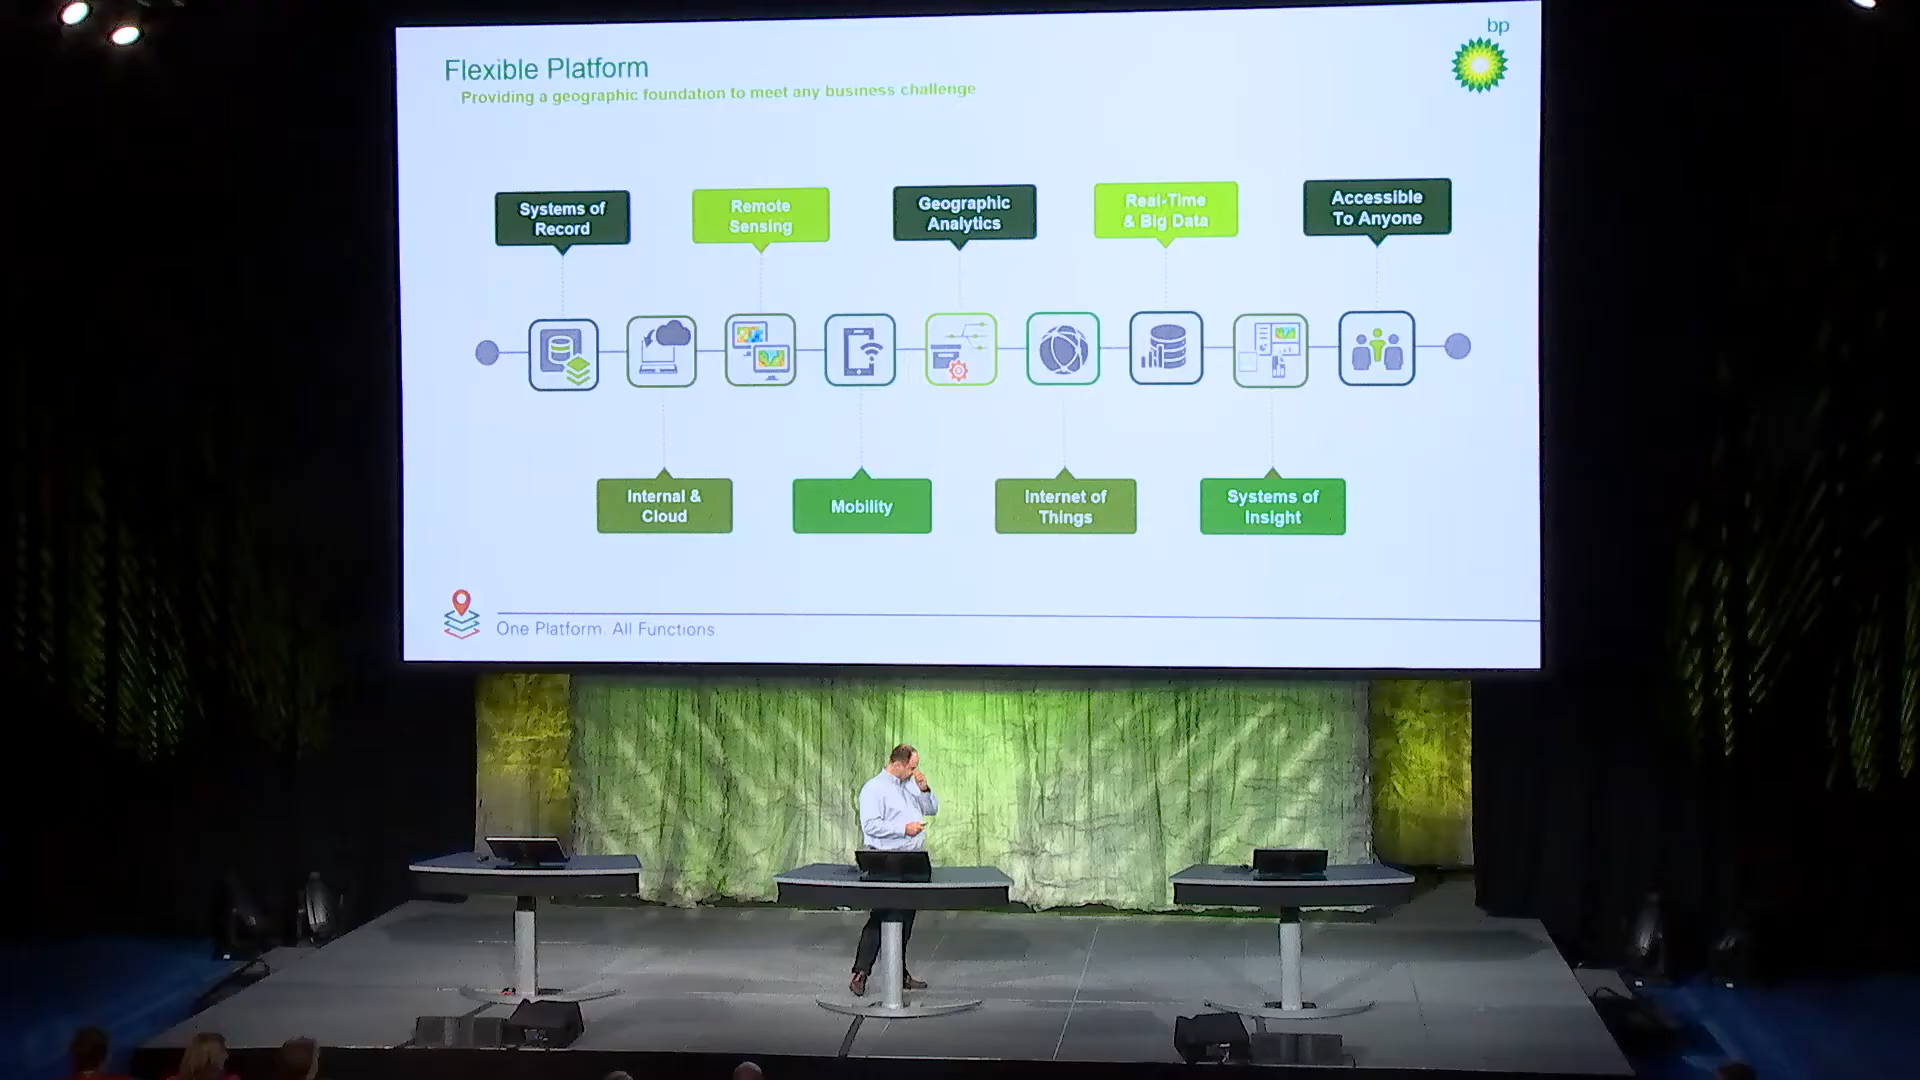 bp
Flexible Platform
Providing a geographic foundation to meet any business challenge
Systems of
Record
Remote
Sensing
Geographic
Analytics
Real-Time
& Big Data
Accessible
To Anyone
Internal &
Cloud
Mobility
Internet of
Things
Systems of
Insight
One Platform. All Functions